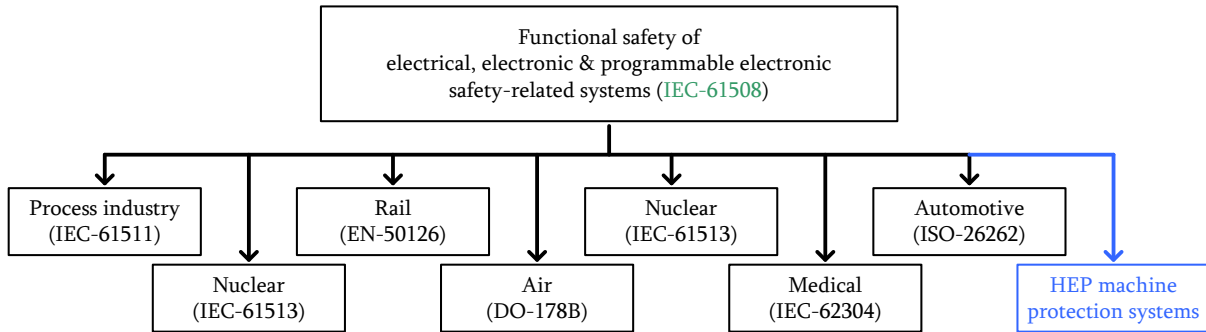 Functional safety of
electrical, electronic & programmable electronic
safety-related systems (IEC-61508)
Process industry
(IEC-61511)
Rail
(EN-50126)
Nuclear
(IEC-61513)
Automotive
(ISO-26262)
Nuclear
(IEC-61513)
Air
(DO-178B)
Medical
(IEC-62304)
HEP machine
protection systems